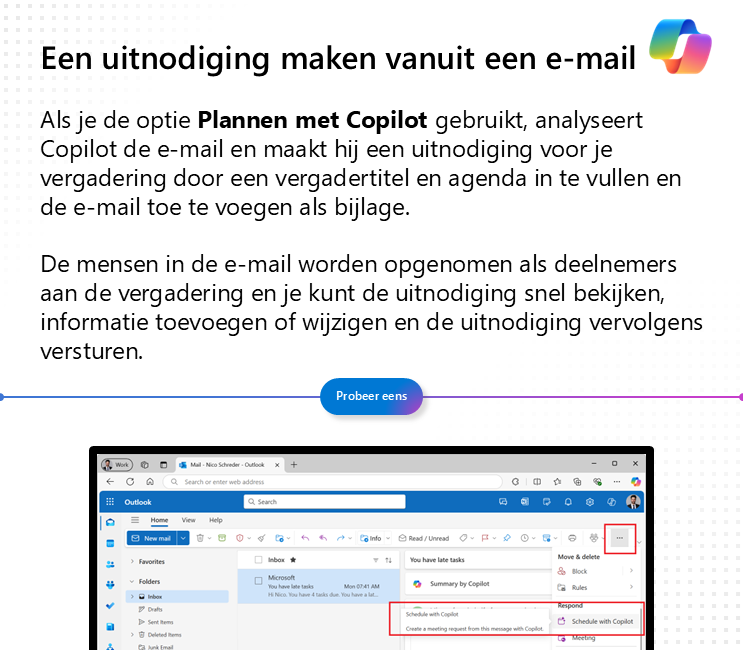 Een uitnodiging maken vanuit een e-mail
Als je de optie Plannen met Copilot gebruikt, analyseert
Copilot de e-mail en maakt hij een uitnodiging voor je
vergadering door een vergadertitel en agenda in te vullen en
de e-mail toe te voegen als bijlage.
De mensen in de e-mail worden opgenomen als deelnemers
aan de vergadering en je kunt de uitnodiging snel bekijken,
informatie toevoegen of wijzigen en de uitnodiging vervolgens
versturen.
Probeer eens
Work
Mail - Nico Schreder - Outlook
Search or enter web address
Outlook
Search
Home View Help
New mail
Info
Read / Unread
Favorites
Inbox
You have late tasks
Move & delete
Block
Folders
Microsoft
You have late tasks Mon 07:41 AM
Hi Nico. You have 4 tasks due. You have a lat...
Summary by Copilot
Rules
Inbox
Respond
Drafts
Schedule with Copilot
Schedule with Copilot
Sent Items
Create a meeting request from this message with Copilot.
Deleted Items
Meeting
Junk Email